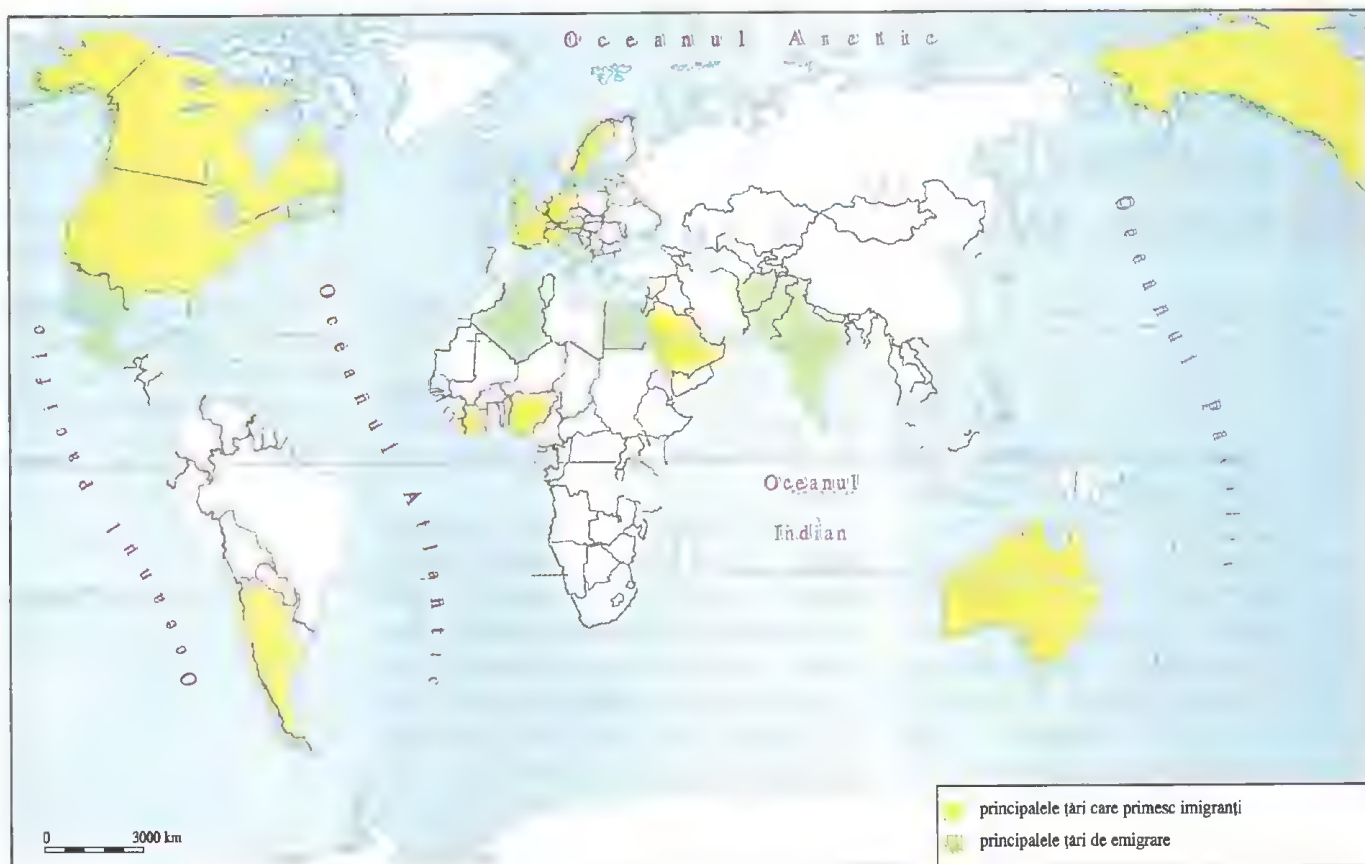 Oceanul Arctic
Oceanul Pacific
Oceanul Atlantic
Oceanul Pacific
Oceanul
Indian
0 3000 km
principalele țări care primesc imigranți
principalele țări de emigrare